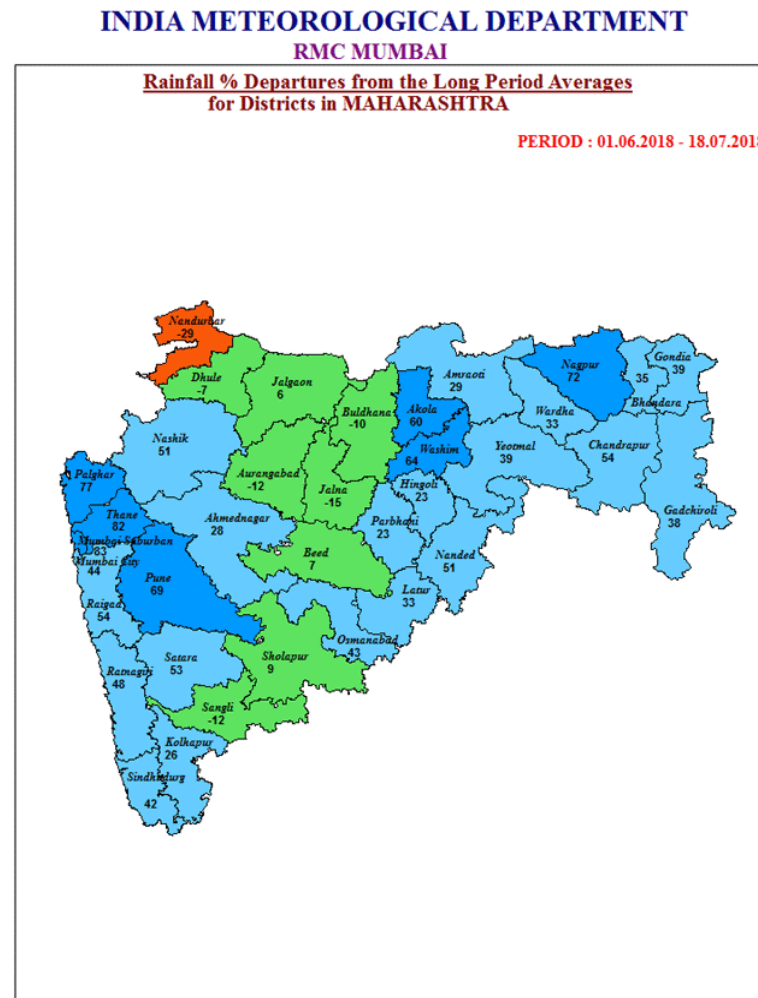 INDIA METEOROLOGICAL DEPARTMENT
RMC MUMBAI
Rainfall % Departures from the Long Period Averages
for Districts in MAHARASHTRA
PERIOD : 01.06.2018 - 18.07.2018
Nandurbar
-29
Dhule
-7
Jalgaon
6
Buldhana
-10
Amraoti
29
Akola
60
Washim
64
Nagpur
72
Wardha
33
35
Bhandara
Gondia
39
Nashik
51
Aurangabad
-12
Jalna
-15
Hingoli
23
Yeotmal
39
Chandrapur
54
Gadchiroli
38
Palghar
77
Thane
82
Mumbai Suburban
83
Mumbai City
44
Ahmednagar
28
Parbhani
23
Nanded
51
Beed
7
Pune
69
Raigad
54
Latur
33
Osmanabad
43
Satara
53
Sholapur
9
Ratnagiri
48
Sangli
-12
Kolhapur
26
Sindhudurg
42